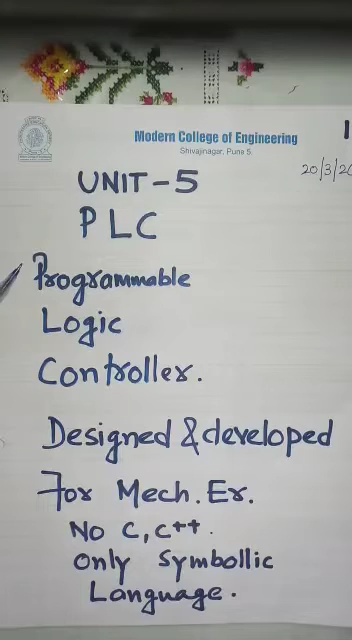 Modern College of Engineering
Shivajinagar, Pune 5.
1
20/3/20
UNIT-5
PLC
Programmable
Logic
Controller.
Designed & developed
For Mech. Er.
No C, C++.
Only Symbollic
Language.